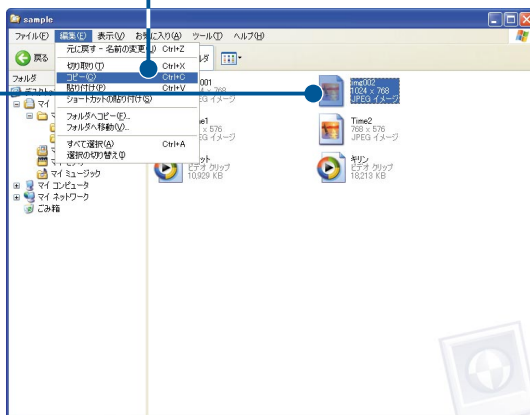 sample
ファイル(F) 編集(E) 表示(V) お気に入り(A) ツール(T) ヘルプ(H)
元に戻す - 名前の変更(U) Ctrl+Z
切り取り(T) Ctrl+X
コピー(C) Ctrl+C
貼り付け(P) Ctrl+V
ショートカットの貼り付け(S)
フォルダへコピー(F)...
フォルダへ移動(V)...
すべて選択(A) Ctrl+A
選択の切り替え(I)
戻る
フォルダ
マイ ミュージック
マイ コンピュータ
マイ ネットワーク
ごみ箱
img002
1024 x 768
JPEG イメージ
Time2
768 x 576
JPEG イメージ
ビデオ クリップ
10,929 KB
キリン
ビデオ クリップ
18,213 KB